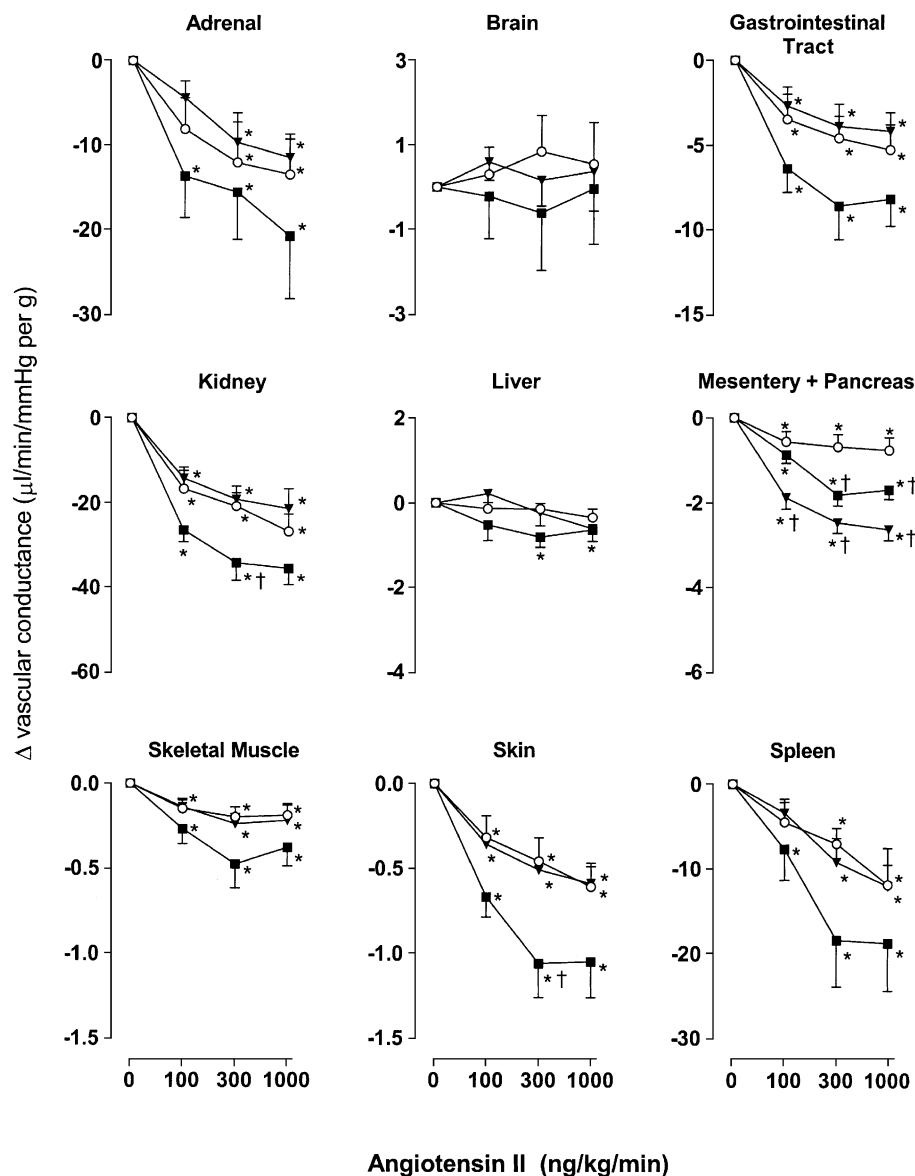 Adrenal
Brain
Gastrointestinal
Tract
0
-10
-20
-30
3
1
-1
-3
0
-5
-10
-15
* * * * * * *
* * * * * * * * *
Kidney
Liver
Mesentery + Pancreas
0
-20
-40
-60
2
0
-2
-4
0
-2
-4
-6
* * * * * * * *† *
* *
* * * * *† *† *† *† *†
Skeletal Muscle
Skin
Spleen
0.0
-0.5
-1.0
-1.5
0.0
-0.5
-1.0
-1.5
0
-10
-20
-30
* * * * * * * * *
* * * * * * * *† *
* * * * * * *
0 100 300 1000
0 100 300 1000
0 100 300 1000
Δ vascular conductance (μl/min/mmHg per g)
Angiotensin II (ng/kg/min)